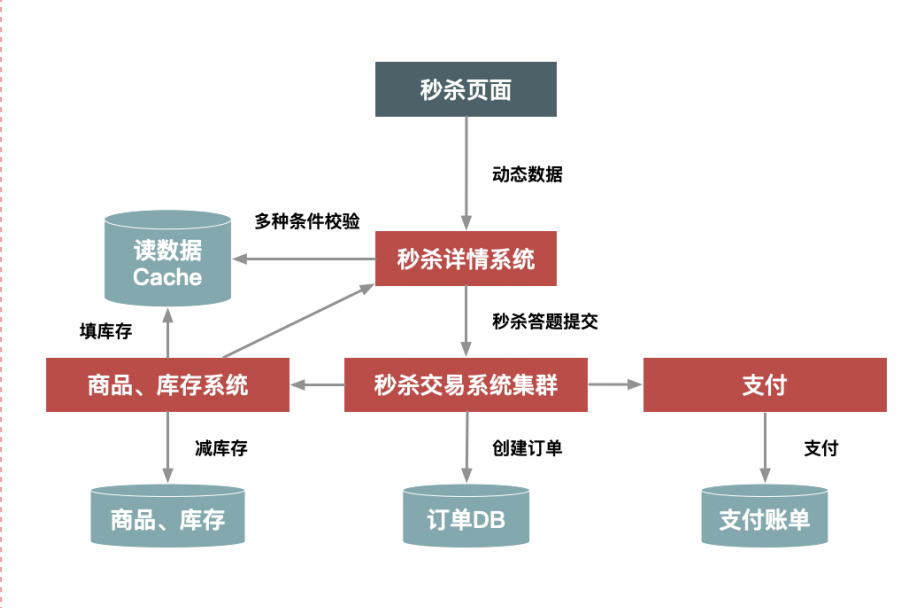 秒杀页面
动态数据
多种条件校验
读数据
Cache
秒杀详情系统
填库存
秒杀答题提交
商品、库存系统
秒杀交易系统集群
支付
减库存
创建订单
支付
商品、库存
订单DB
支付账单